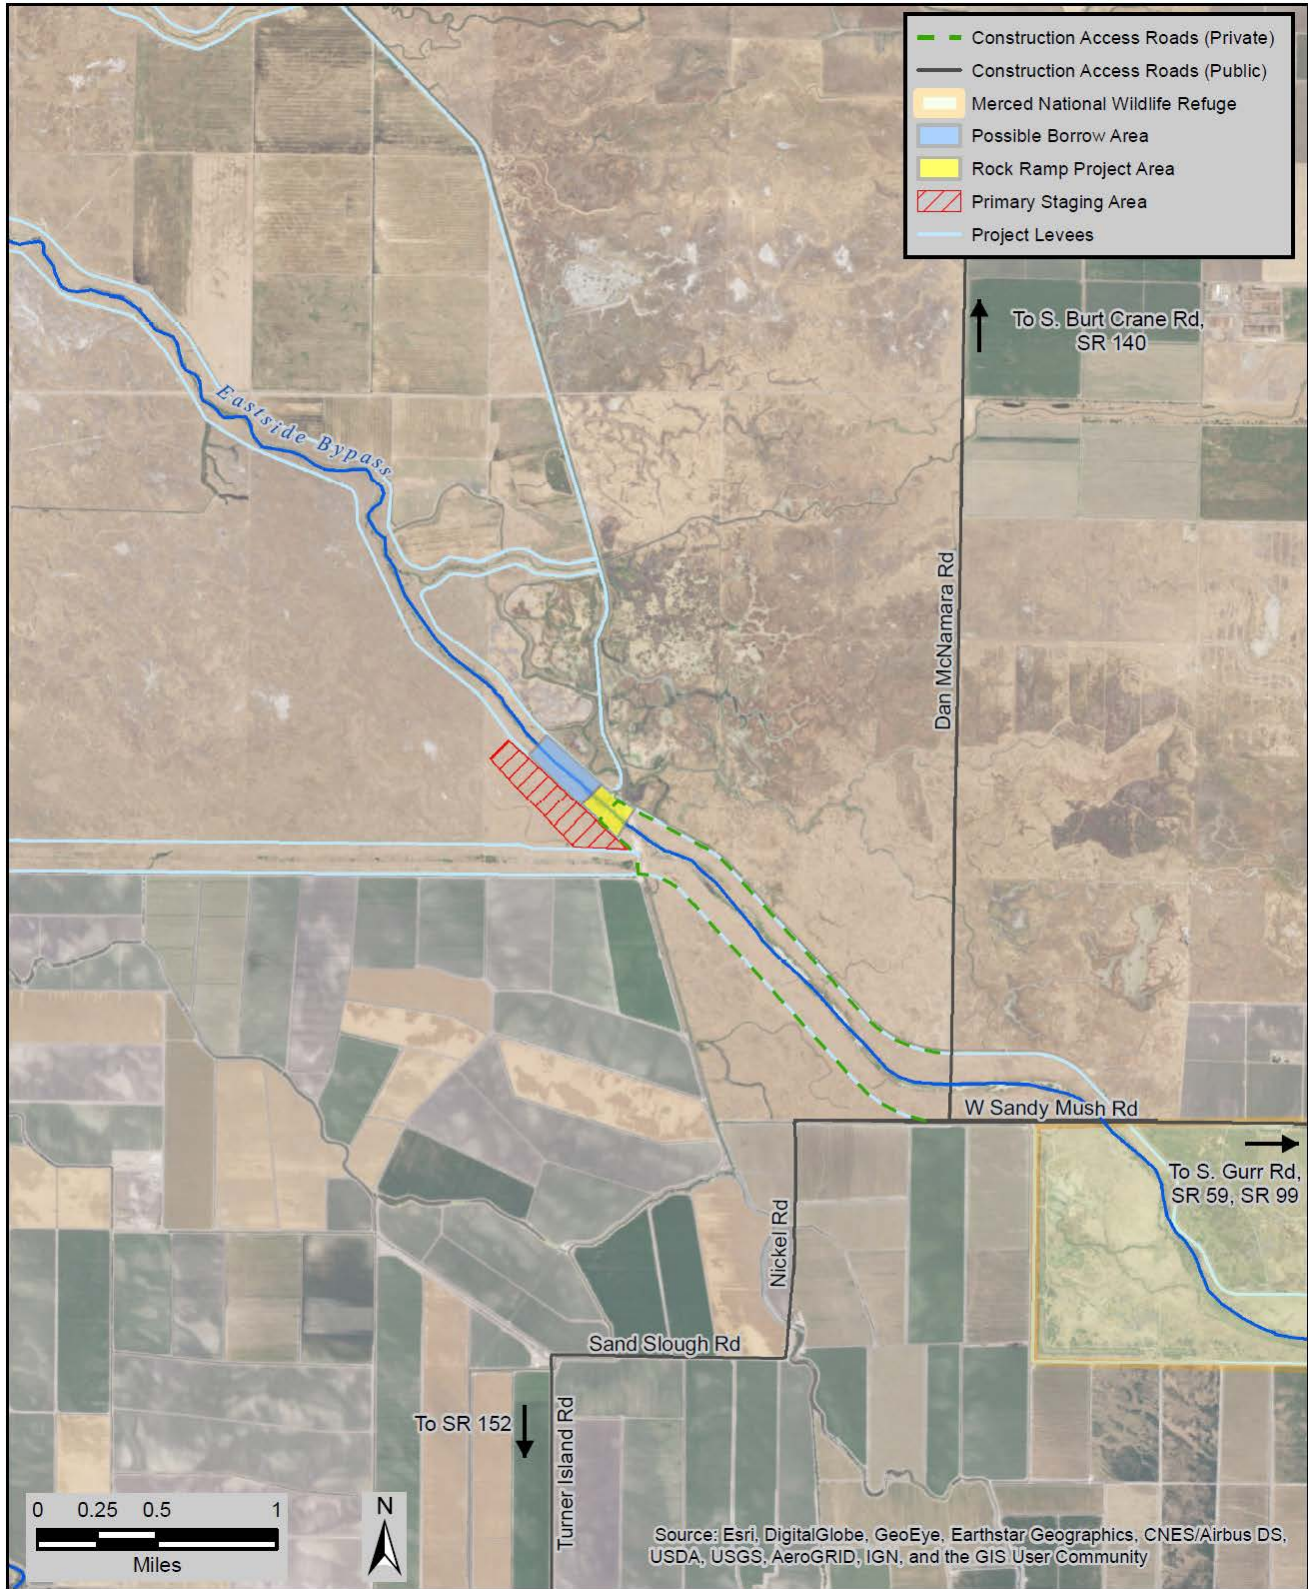 Construction Access Roads (Private)
Construction Access Roads (Public)
Merced National Wildlife Refuge
Possible Borrow Area
Rock Ramp Project Area
Primary Staging Area
Project Levees
To S. Burt Crane Rd,
SR 140
Eastside Bypass
Dan McNamara Rd
W Sandy Mush Rd
To S. Gurr Rd,
SR 59, SR 99
Nickel Rd
Sand Slough Rd
To SR 152
Turner Island Rd
0 0.25 0.5 1
Miles
N
Source: Esri, DigitalGlobe, GeoEye, Earthstar Geographics, CNES/Airbus DS,
USDA, USGS, AeroGRID, IGN, and the GIS User Community